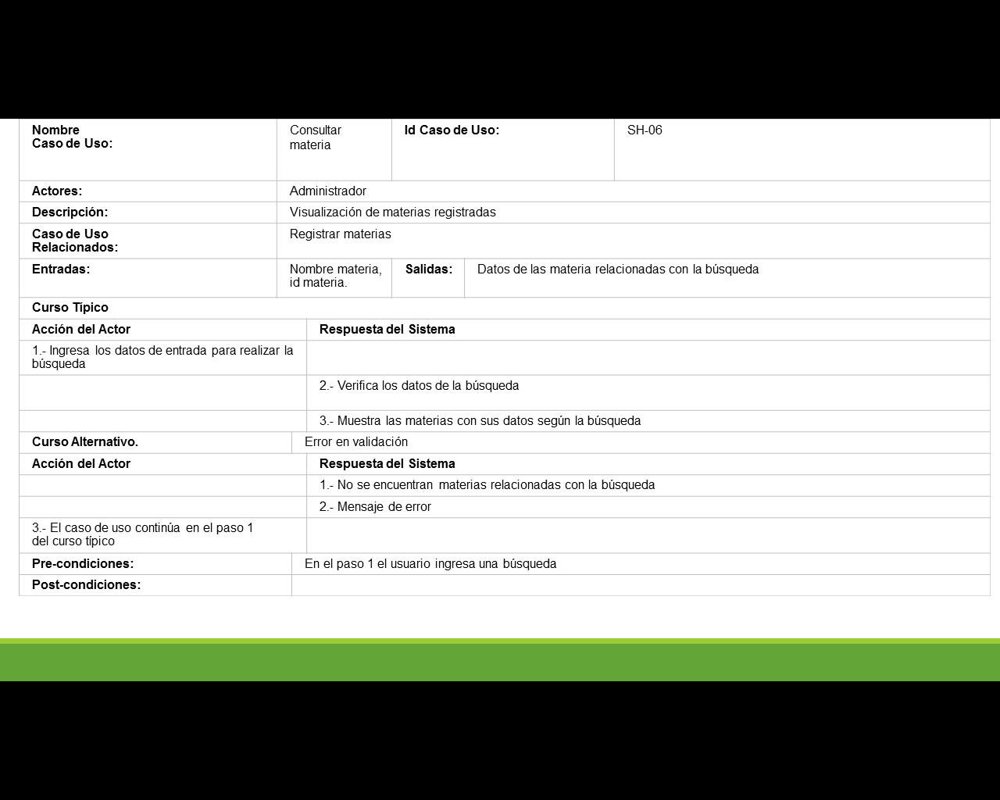 Nombre
Caso de Uso:
Consultar
materia
Id Caso de Uso:
SH-06
Actores:
Administrador
Descripción:
Visualización de materias registradas
Caso de Uso
Relacionados:
Registrar materias
Entradas:
Nombre materia,
id materia.
Salidas:
Datos de las materia relacionadas con la búsqueda
Curso Típico
Acción del Actor
Respuesta del Sistema
1.- Ingresa los datos de entrada para realizar la
búsqueda
2.- Verifica los datos de la búsqueda
3.- Muestra las materias con sus datos según la búsqueda
Curso Alternativo.
Error en validación
Acción del Actor
Respuesta del Sistema
1.- No se encuentran materias relacionadas con la búsqueda
2.- Mensaje de error
3.- El caso de uso continúa en el paso 1
del curso típico
Pre-condiciones:
En el paso 1 el usuario ingresa una búsqueda
Post-condiciones: